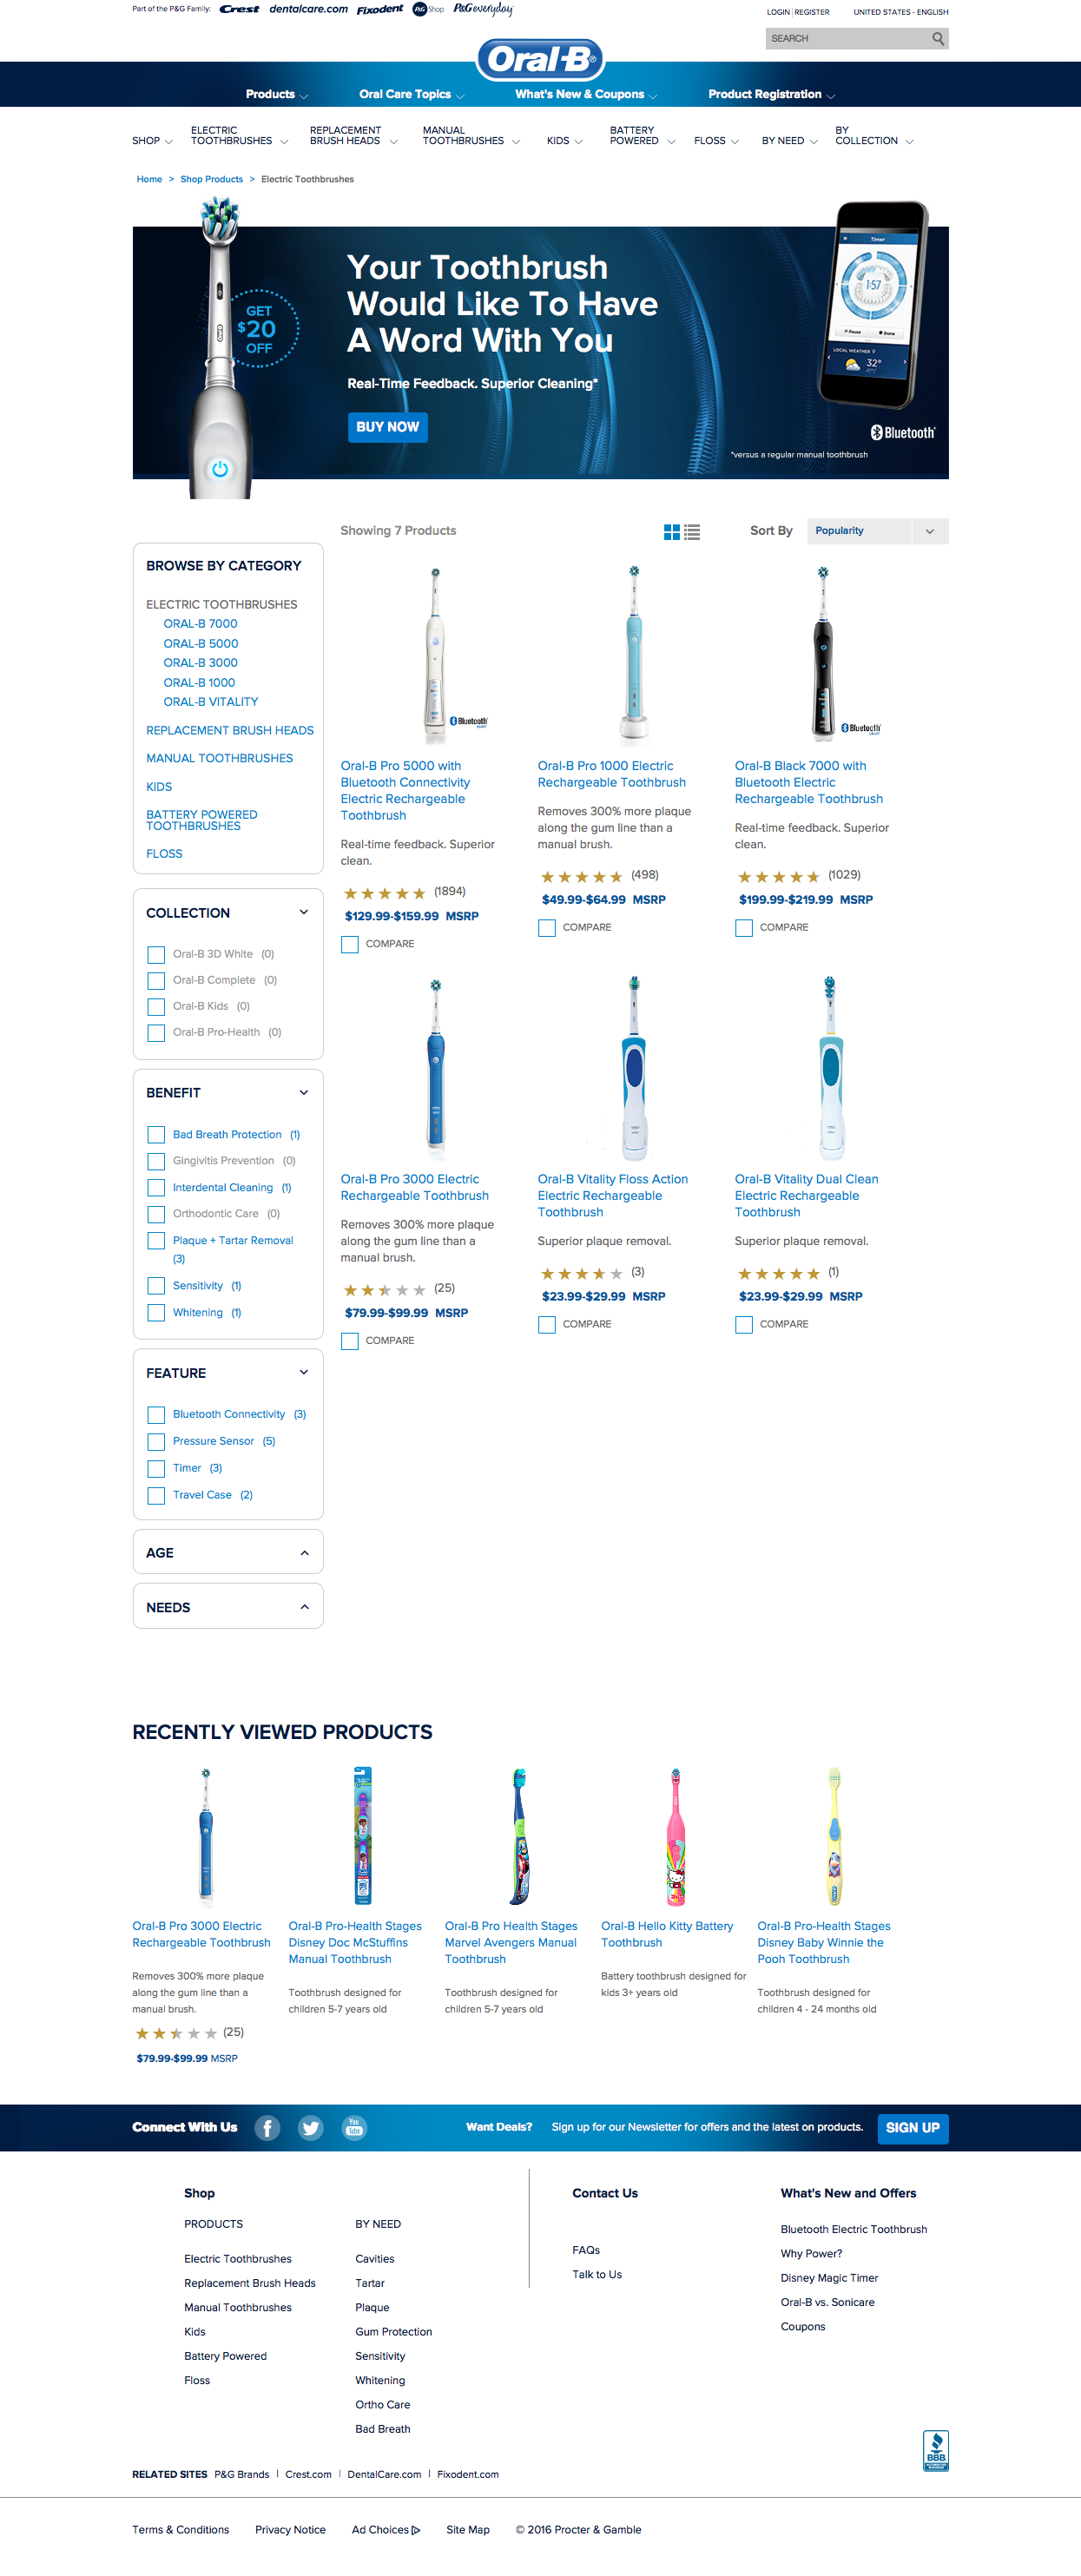 Part of the P&G Family: Crest dentalcare.com Fixodent P&G Shop P&G everyday
LOGIN | REGISTER UNITED STATES - ENGLISH
SEARCH
Oral-B®
Products Oral Care Topics What's New & Coupons Product Registration
SHOP ELECTRIC TOOTHBRUSHES REPLACEMENT BRUSH HEADS MANUAL TOOTHBRUSHES KIDS BATTERY POWERED FLOSS BY NEED BY COLLECTION
Home > Shop Products > Electric Toothbrushes
GET
$20
OFF
Your Toothbrush
Would Like To Have
A Word With You
Real-Time Feedback. Superior Cleaning*
BUY NOW
Timer
1:57
Pause Done
LOCAL WEATHER
32°
Bluetooth®
*versus a regular manual toothbrush
Showing 7 Products
Sort By Popularity
BROWSE BY CATEGORY
ELECTRIC TOOTHBRUSHES
ORAL-B 7000
ORAL-B 5000
ORAL-B 3000
ORAL-B 1000
ORAL-B VITALITY
REPLACEMENT BRUSH HEADS
MANUAL TOOTHBRUSHES
KIDS
BATTERY POWERED
TOOTHBRUSHES
FLOSS
COLLECTION
Oral-B 3D White (0)
Oral-B Complete (0)
Oral-B Kids (0)
Oral-B Pro-Health (0)
BENEFIT
Bad Breath Protection (1)
Gingivitis Prevention (0)
Interdental Cleaning (1)
Orthodontic Care (0)
Plaque + Tartar Removal
(3)
Sensitivity (1)
Whitening (1)
FEATURE
Bluetooth Connectivity (3)
Pressure Sensor (5)
Timer (3)
Travel Case (2)
AGE
NEEDS
Bluetooth
Oral-B Pro 5000 with
Bluetooth Connectivity
Electric Rechargeable
Toothbrush
Real-time feedback. Superior
clean.
(1894)
$129.99-$159.99 MSRP
COMPARE
Oral-B Pro 1000 Electric
Rechargeable Toothbrush
Removes 300% more plaque
along the gum line than a
manual brush.
(498)
$49.99-$64.99 MSRP
COMPARE
Bluetooth
Oral-B Black 7000 with
Bluetooth Electric
Rechargeable Toothbrush
Real-time feedback. Superior
clean.
(1029)
$199.99-$219.99 MSRP
COMPARE
Oral-B Pro 3000 Electric
Rechargeable Toothbrush
Removes 300% more plaque
along the gum line than a
manual brush.
(25)
$79.99-$99.99 MSRP
COMPARE
Oral-B Vitality Floss Action
Electric Rechargeable
Toothbrush
Superior plaque removal.
(3)
$23.99-$29.99 MSRP
COMPARE
Oral-B Vitality Dual Clean
Electric Rechargeable
Toothbrush
Superior plaque removal.
(1)
$23.99-$29.99 MSRP
COMPARE
RECENTLY VIEWED PRODUCTS
Oral-B Pro 3000 Electric
Rechargeable Toothbrush
Removes 300% more plaque
along the gum line than a
manual brush.
(25)
$79.99-$99.99 MSRP
Oral-B Pro-Health Stages
Disney Doc McStuffins
Manual Toothbrush
Toothbrush designed for
children 5-7 years old
Oral-B Pro Health Stages
Marvel Avengers Manual
Toothbrush
Toothbrush designed for
children 5-7 years old
Oral-B Hello Kitty Battery
Toothbrush
Battery toothbrush designed for
kids 3+ years old
Oral-B Pro-Health Stages
Disney Baby Winnie the
Pooh Toothbrush
Toothbrush designed for
children 4 - 24 months old
Connect With Us You Tube Want Deals? Sign up for our Newsletter for offers and the latest on products. SIGN UP
Shop
PRODUCTS
Electric Toothbrushes
Replacement Brush Heads
Manual Toothbrushes
Kids
Battery Powered
Floss
BY NEED
Cavities
Tartar
Plaque
Gum Protection
Sensitivity
Whitening
Ortho Care
Bad Breath
Contact Us
FAQs
Talk to Us
What's New and Offers
Bluetooth Electric Toothbrush
Why Power?
Disney Magic Timer
Oral-B vs. Sonicare
Coupons
BBB
RELATED SITES P&G Brands | Crest.com | DentalCare.com | Fixodent.com
Terms & Conditions Privacy Notice Ad Choices Site Map © 2016 Procter & Gamble